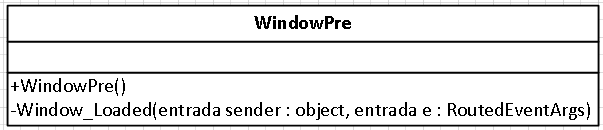 WindowPre
+WindowPre()
-Window_Loaded(entrada sender : object, entrada e : RoutedEventArgs)